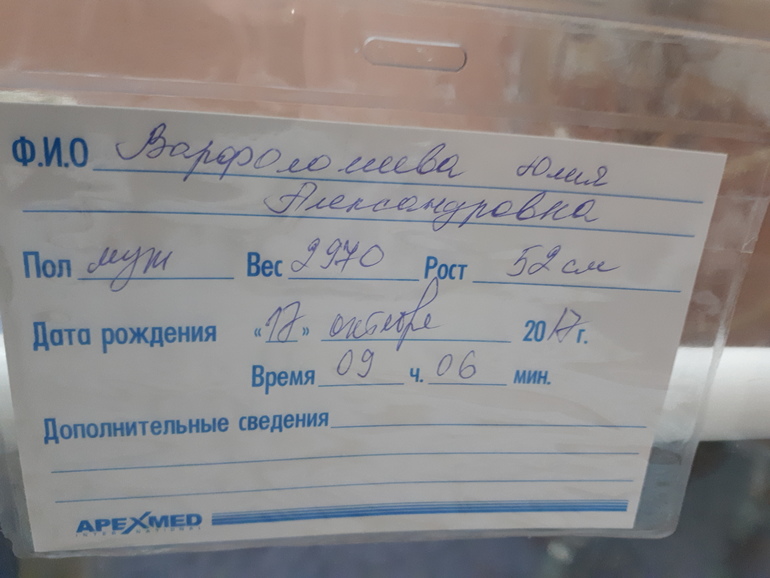 Ф.И.О Варфоломеева Юлия
Александровна
Пол муж Вес 2970 Рост 52 см
Дата рождения «17» октября 2017 г.
Время 09 ч. 06 мин.
Дополнительные сведения
APEXMED
INTERNATIONAL